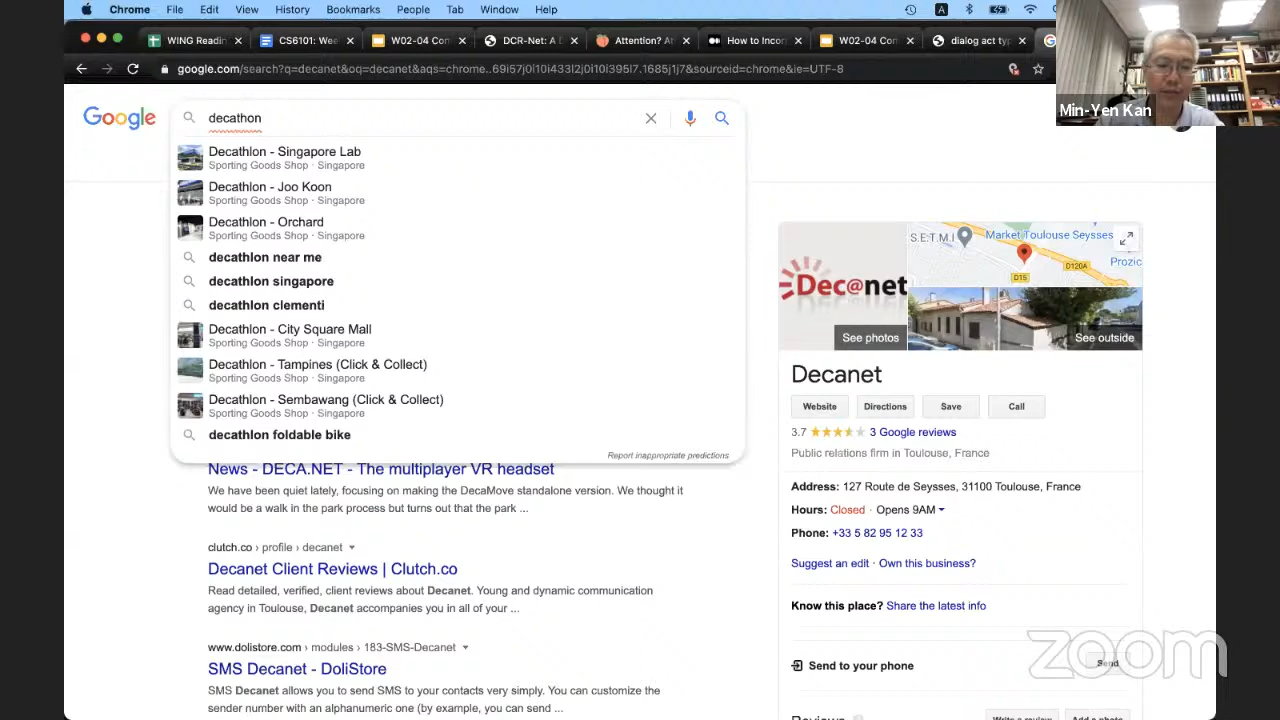 Chrome File Edit View History Bookmarks Profiles People Tab Window Help
WING Readin CS6101: Wee W02-04 Con DCR-Net: A D Attention? At How to Incor W02-04 Con dialog act typ
google.com/search?q=decanet&oq=decanet&aqs=chrome..69i57j0l10i433l2j0l10i395l7.1685j1j7&sourceid=chrome&ie=UTF-8
Min-Yen Kan
Google
decathon
Decathlon - Singapore Lab
Sporting Goods Shop · Singapore
Decathlon - Joo Koon
Sporting Goods Shop · Singapore
Decathlon - Orchard
Sporting Goods Shop · Singapore
decathlon near me
decathlon singapore
decathlon clementi
Decathlon - City Square Mall
Sporting Goods Shop · Singapore
Decathlon - Tampines (Click & Collect)
Sporting Goods Shop · Singapore
Decathlon - Sembawang (Click & Collect)
Sporting Goods Shop · Singapore
decathlon foldable bike
Report inappropriate predictions
News - DECA.NET - The multiplayer VR headset
We have been quiet lately, focusing on making the DecaMove standalone version. We thought it
would be a walk in the park process but turns out that the park ...
clutch.co › profile › decanet
Decanet Client Reviews | Clutch.co
Read detailed, verified, client reviews about Decanet. Young and dynamic communication
agency in Toulouse, Decanet accompanies you in all of your ...
www.dolistore.com › modules › 183-SMS-Decanet
SMS Decanet - DoliStore
SMS Decanet allows you to send SMS to your contacts very simply. You can customize the
sender number with an alphanumeric one (by example, you can send ...
S.E.T.M.I
Market Toulouse Seysses
D120A
D15
Prozic
Dec@net
See photos
See outside
Decanet
Website Directions Save Call
3.7 3 Google reviews
Public relations firm in Toulouse, France
Address: 127 Route de Seysses, 31100 Toulouse, France
Hours: Closed · Opens 9AM
Phone: +33 5 82 95 12 33
Suggest an edit · Own this business?
Know this place? Share the latest info
Send to your phone
Send
zoom
Reviews
Write a review Add a photo